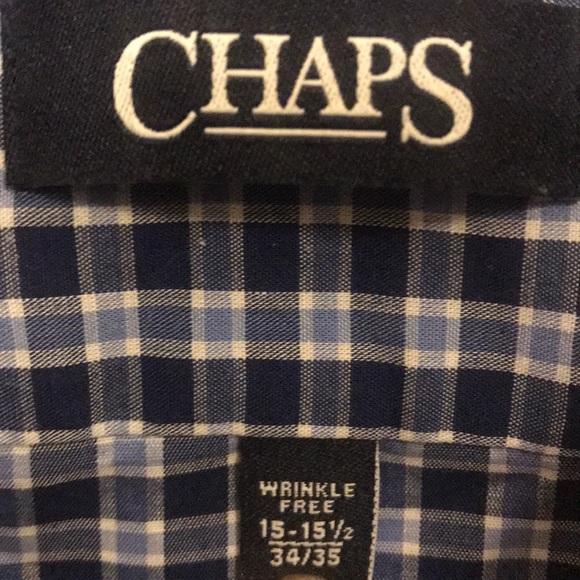 CHAPS
WRINKLE
FREE
15-15½
34/35